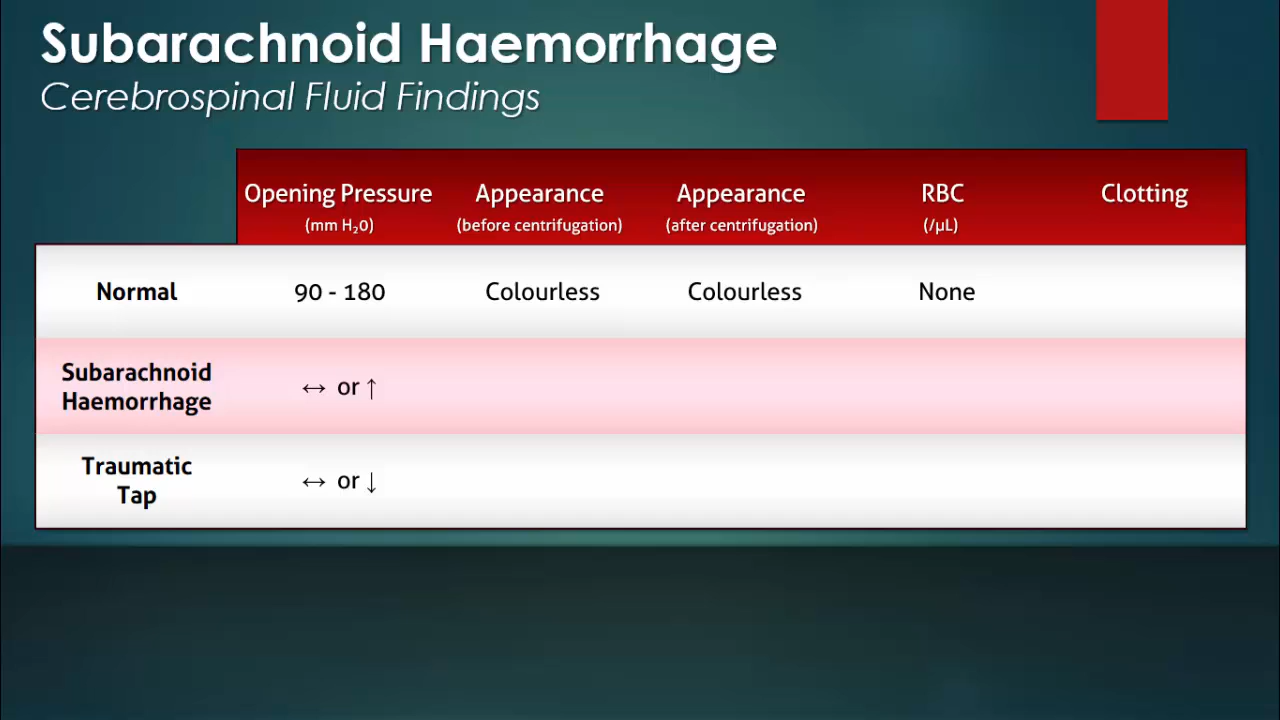 Subarachnoid Haemorrhage
Cerebrospinal Fluid Findings
Opening Pressure Appearance Appearance RBC Clotting
(mm H₂0) (before centrifugation) (after centrifugation) (/µL)
Normal 90 - 180 Colourless Colourless None
Subarachnoid
Haemorrhage ↔ or ↑
Traumatic
Tap ↔ or ↓